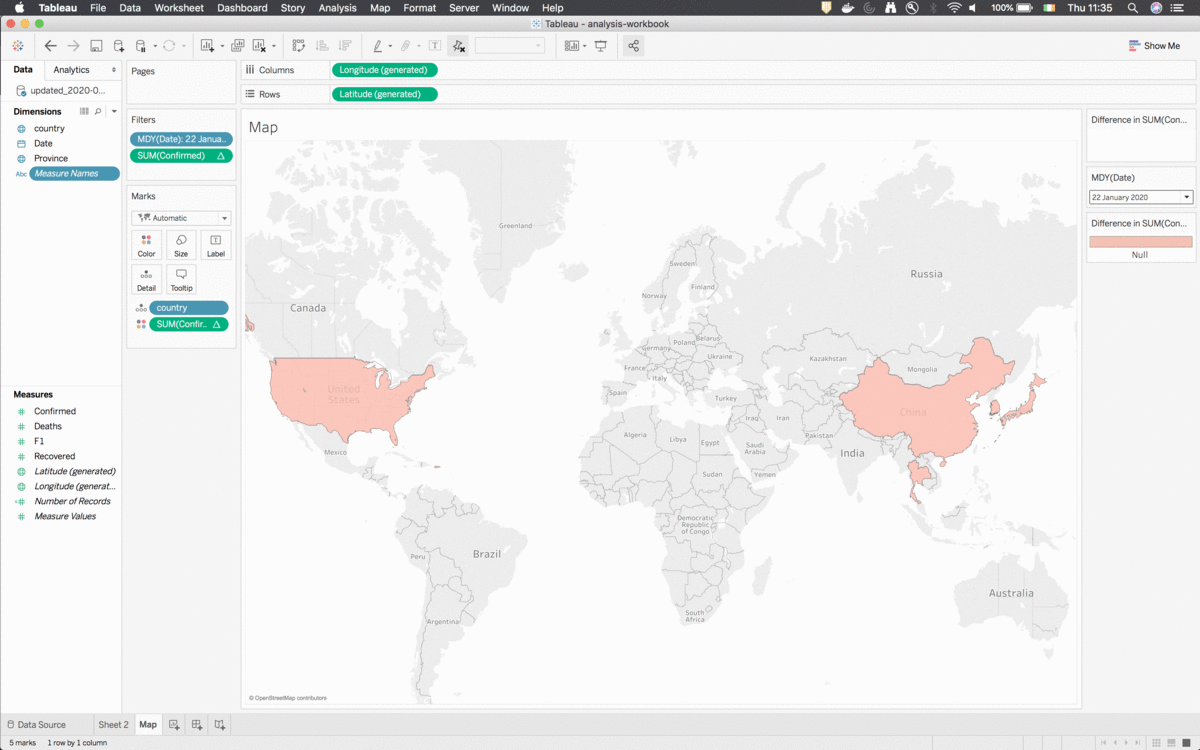 Tableau File Data Worksheet Dashboard Story Analysis Map Format Server Window Help 100% Thu 11:35
Tableau - analysis-workbook
Show Me
Data Analytics
updated_2020-0...
Dimensions
country
Date
Province
Abc Measure Names
Measures
Confirmed
Deaths
F1
Recovered
Latitude (generated)
Longitude (generat...
Number of Records
Measure Values
Pages
Filters
MDY(Date): 22 Janua..
SUM(Confirmed) △
Marks
Automatic
Color Size Label
Detail Tooltip
country
SUM(Confir.. △
Columns Longitude (generated)
Rows Latitude (generated)
Map
Greenland
Sweden
Finland
Norway
Russia
Canada
Poland
Belarus
Germany
Ukraine
France
Kazakhstan
Mongolia
Italy
Spain
Turkey
United
States
China
Iraq
Iran
Algeria
Libya
Egypt
Saudi
Arabia
Pakistan
India
Mexico
Sudan
Yemen
Democratic
Republic
of Congo
Brazil
Peru
Australia
South
Africa
Argentina
© OpenStreetMap contributors
Difference in SUM(Con...
MDY(Date)
22 January 2020
Difference in SUM(Con...
Null
Data Source Sheet 2 Map
5 marks 1 row by 1 column